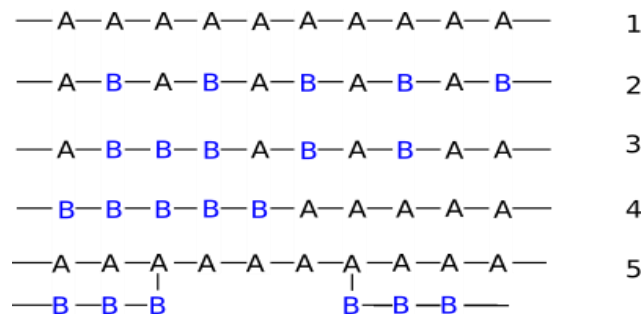 A A A A A A A A A A 1
A B A B A B A B A B 2
A B B B A B A B A A 3
B B B B B A A A A A 4
A A A A A A A A A A 5
B B B B B B